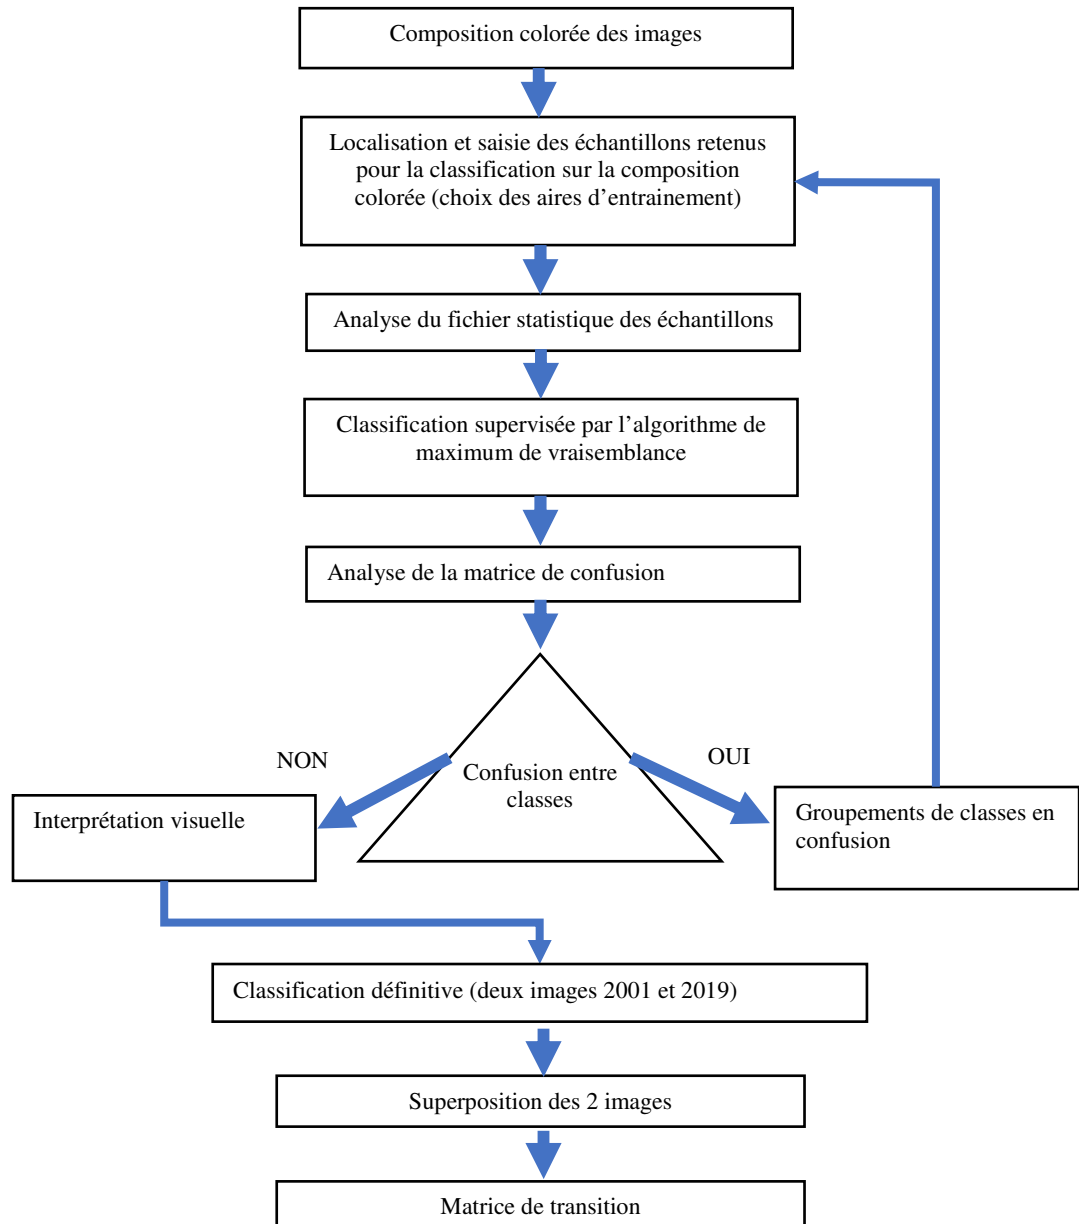 Composition colorée des images
Localisation et saisie des échantillons retenus
pour la classification sur la composition
colorée (choix des aires d’entrainement)
Analyse du fichier statistique des échantillons
Classification supervisée par l’algorithme de
maximum de vraisemblance
Analyse de la matrice de confusion
NON
OUI
Confusion entre
classes
Interprétation visuelle
Groupements de classes en
confusion
Classification définitive (deux images 2001 et 2019)
Superposition des 2 images
Matrice de transition